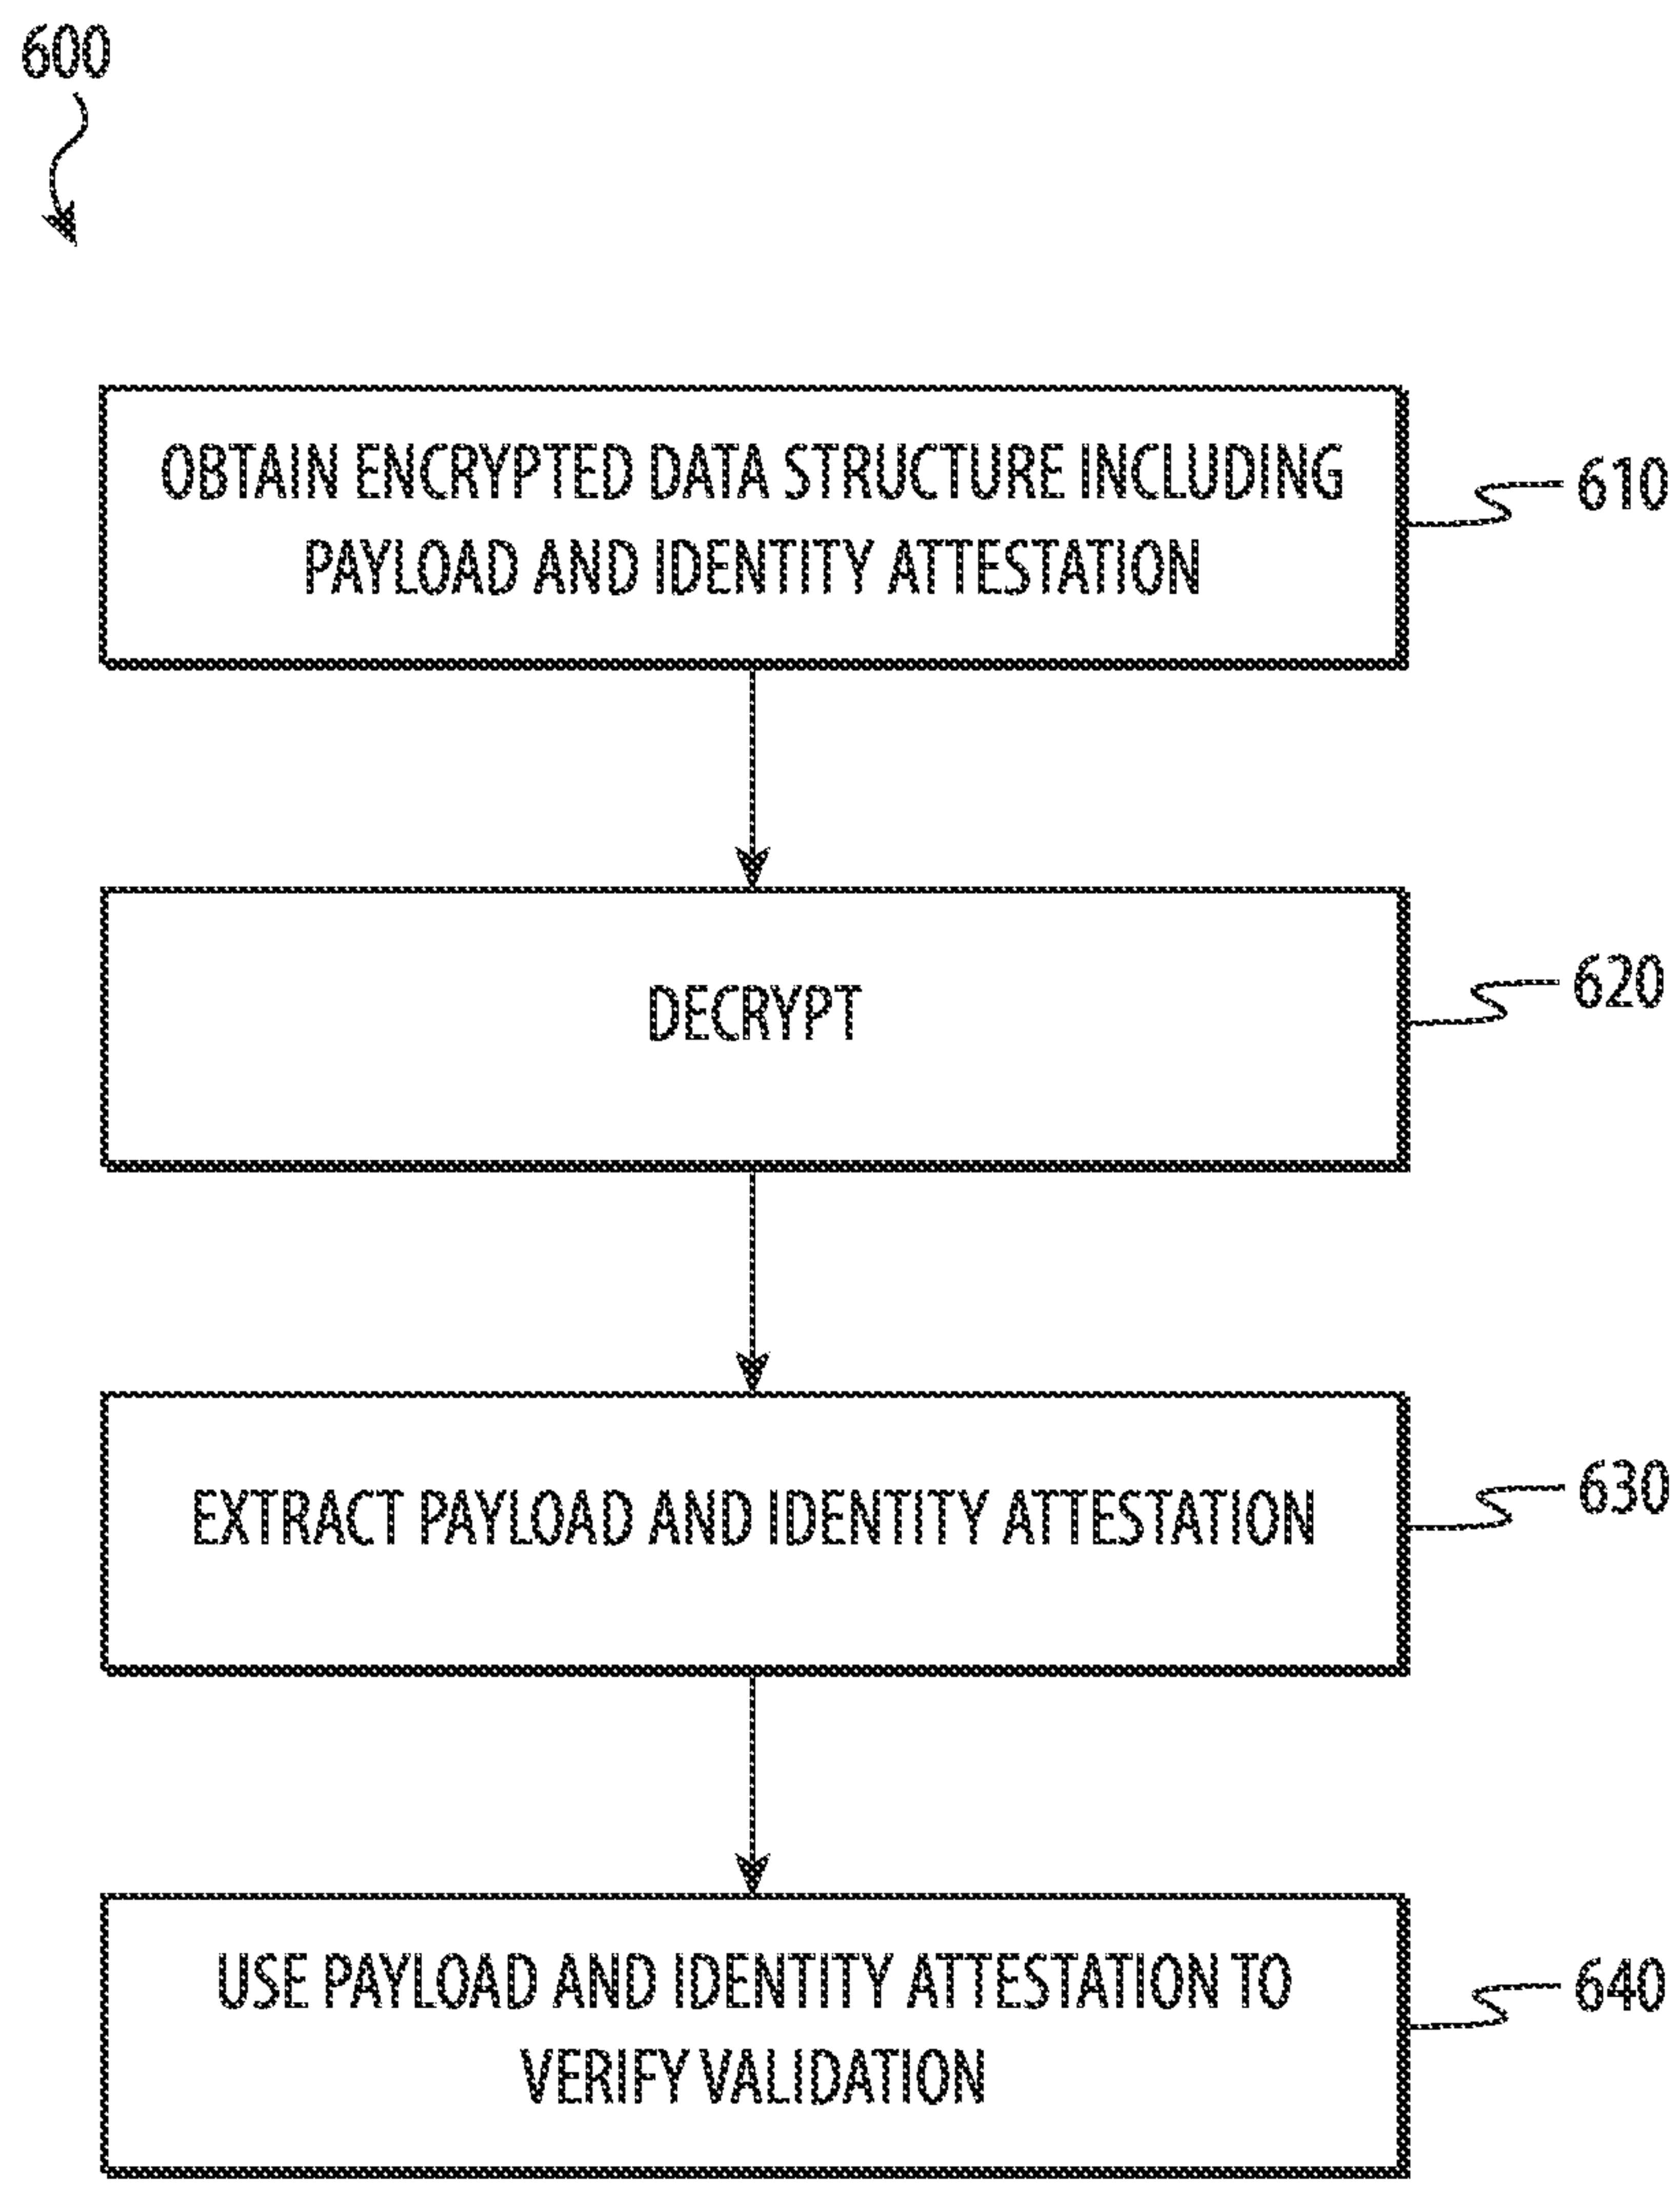 600
OBTAIN ENCRYPTED DATA STRUCTURE INCLUDING
PAYLOAD AND IDENTITY ATTESTATION
610
DECRYPT
620
EXTRACT PAYLOAD AND IDENTITY ATTESTATION
630
USE PAYLOAD AND IDENTITY ATTESTATION TO
VERIFY VALIDATION
640